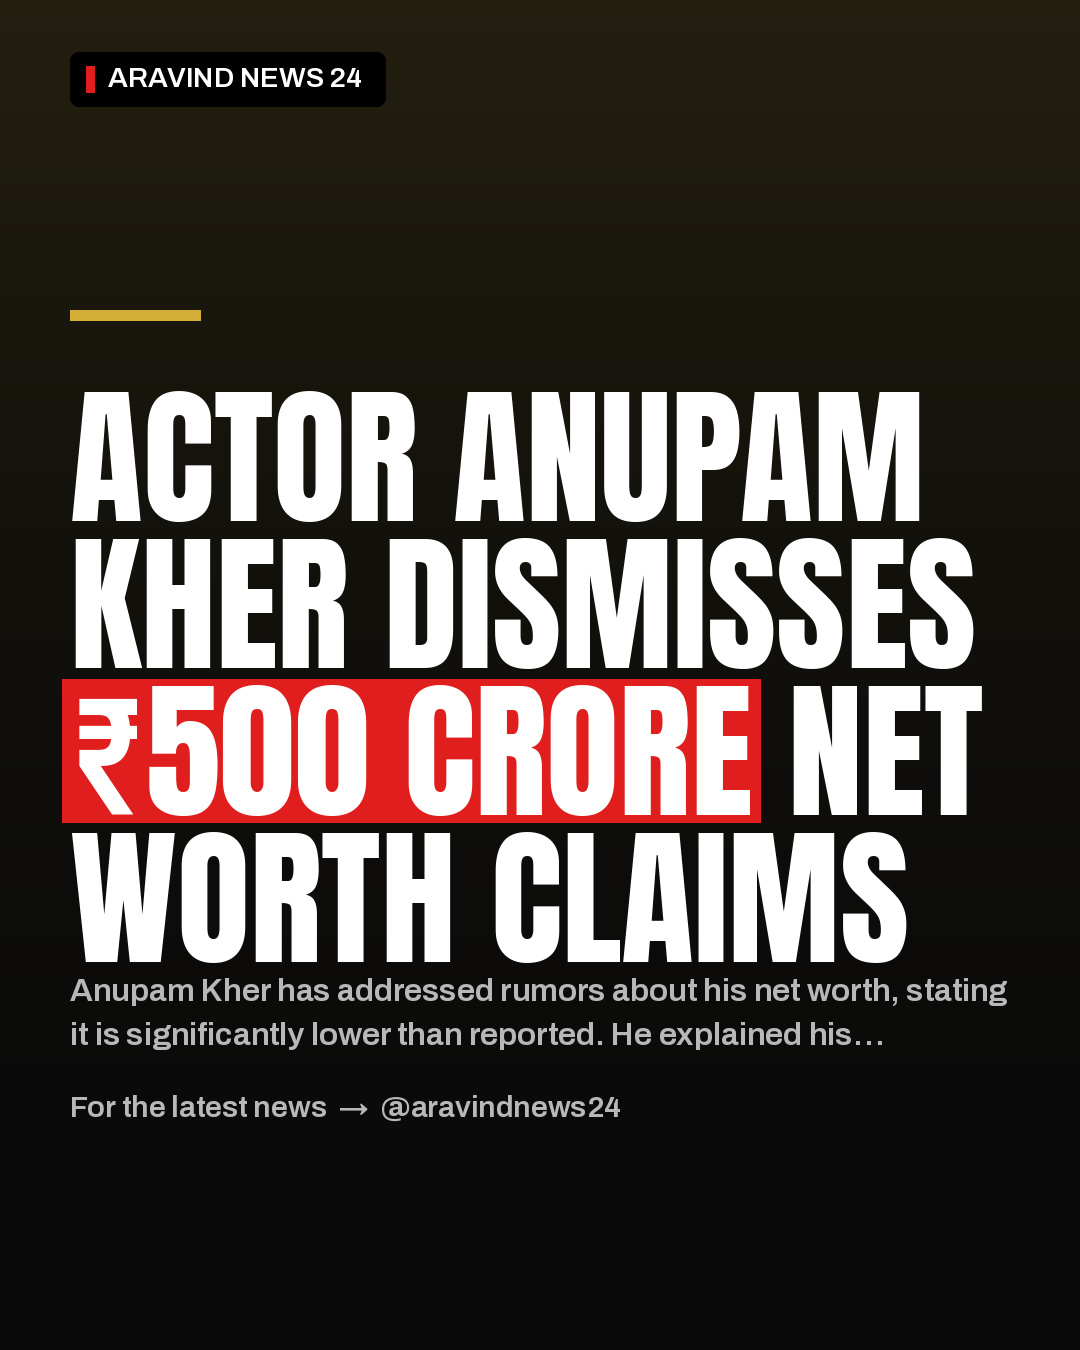 ARAVIND NEWS 24
ACTOR ANUPAM
KHER DISMISSES
₹500 CRORE NET
WORTH CLAIMS
Anupam Kher has addressed rumors about his net worth, stating
it is significantly lower than reported. He explained his...
For the latest news → @aravindnews24